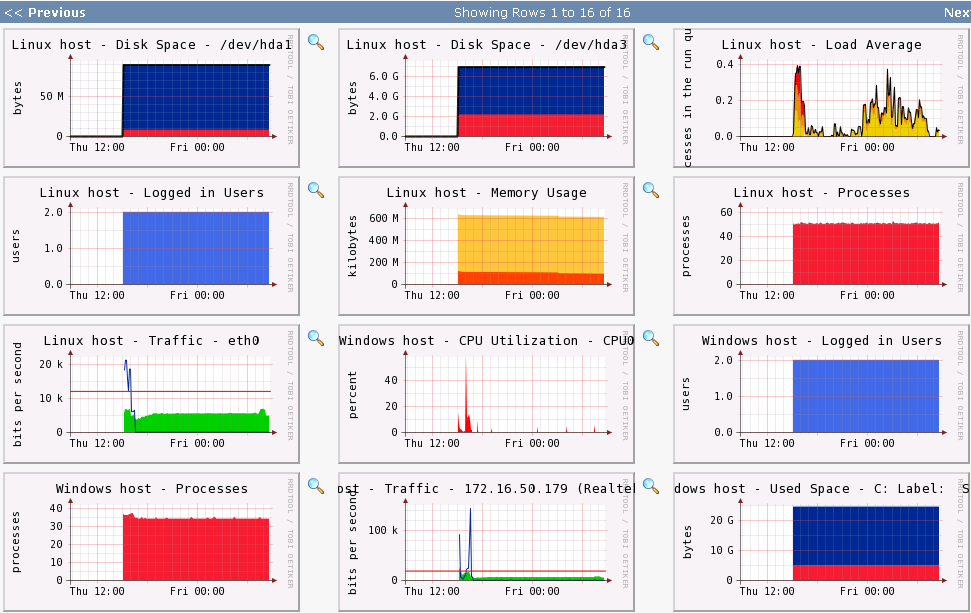 << Previous
Showing Rows 1 to 16 of 16
Nex
Linux host - Disk Space - /dev/hda1
bytes
50 M
0
Thu 12:00 Fri 00:00
RRDTOOL / TOBI OETIKER
Linux host - Disk Space - /dev/hda3
bytes
6.0 G
4.0 G
2.0 G
0.0
Thu 12:00 Fri 00:00
RRDTOOL / TOBI OETIKER
Linux host - Load Average
cesses in the run qu
0.4
0.2
0.0
Thu 12:00 Fri 00:00
RRDTOOL / TOBI OETIKER
Linux host - Logged in Users
users
2.0
1.0
0.0
Thu 12:00 Fri 00:00
RRDTOOL / TOBI OETIKER
Linux host - Memory Usage
kilobytes
600 M
400 M
200 M
0
Thu 12:00 Fri 00:00
RRDTOOL / TOBI OETIKER
Linux host - Processes
processes
60
40
20
0
Thu 12:00 Fri 00:00
RRDTOOL / TOBI OETIKER
Linux host - Traffic - eth0
bits per second
20 k
10 k
0
Thu 12:00 Fri 00:00
RRDTOOL / TOBI OETIKER
Windows host - CPU Utilization - CPU0
percent
40
20
0
Thu 12:00 Fri 00:00
RRDTOOL / TOBI OETIKER
Windows host - Logged in Users
users
2.0
1.0
0.0
Thu 12:00 Fri 00:00
RRDTOOL / TOBI OETIKER
Windows host - Processes
processes
40
30
20
10
0
Thu 12:00 Fri 00:00
RRDTOOL / TOBI OETIKER
ost - Traffic - 172.16.50.179 (Realte
bits per second
100 k
0
Thu 12:00 Fri 00:00
RRDTOOL / TOBI OETIKER
dows host - Used Space - C: Label: S
bytes
20 G
10 G
0
Thu 12:00 Fri 00:00
RRDTOOL / TOBI OETIKER